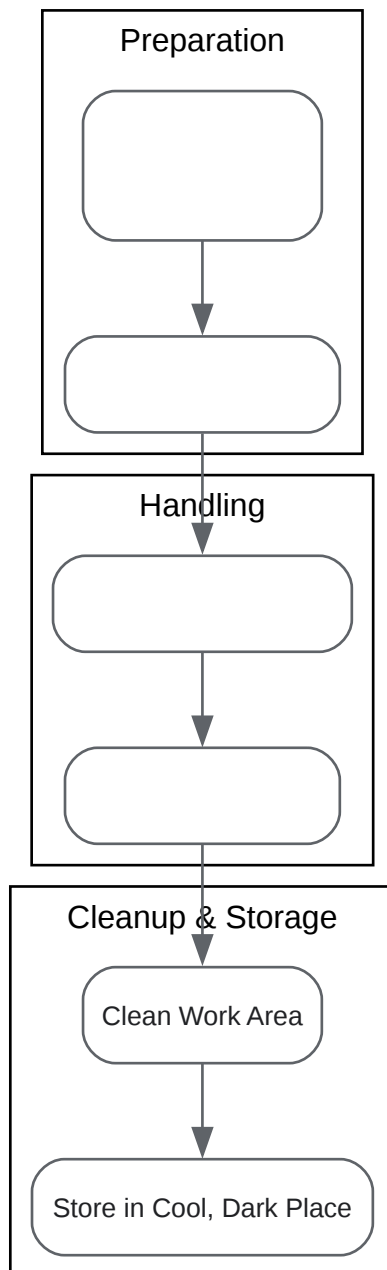 Preparation
Handling
Cleanup & Storage
Clean Work Area
Store in Cool, Dark Place